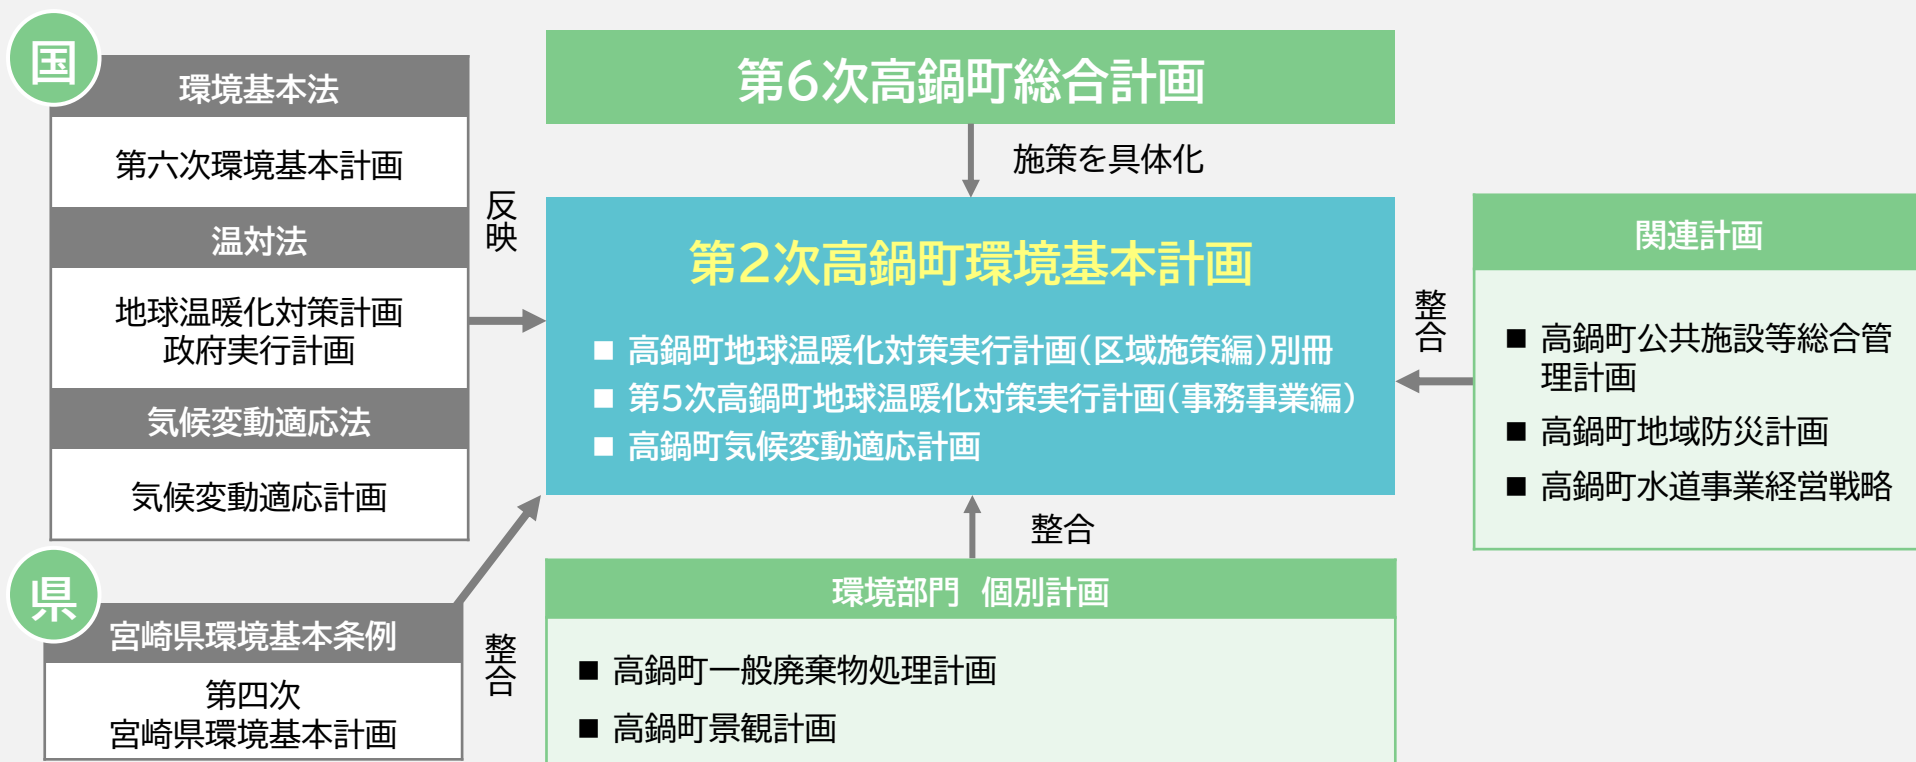 国
環境基本法
第六次環境基本計画
温対法
地球温暖化対策計画
政府実行計画
気候変動適応法
気候変動適応計画
反映
県
宮崎県環境基本条例
第四次
宮崎県環境基本計画
整合
第6次高鍋町総合計画
施策を具体化
第2次高鍋町環境基本計画
■ 高鍋町地球温暖化対策実行計画(区域施策編)別冊
■ 第5次高鍋町地球温暖化対策実行計画(事務事業編)
■ 高鍋町気候変動適応計画
整合
環境部門 個別計画
■ 高鍋町一般廃棄物処理計画
■ 高鍋町景観計画
整合
関連計画
■ 高鍋町公共施設等総合管
理計画
■ 高鍋町地域防災計画
■ 高鍋町水道事業経営戦略